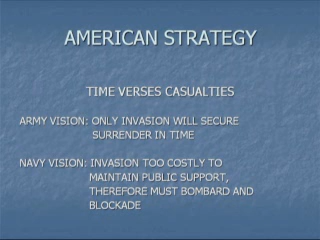 AMERICAN STRATEGY
TIME VERSES CASUALTIES
ARMY VISION: ONLY INVASION WILL SECURE
SURRENDER IN TIME
NAVY VISION: INVASION TOO COSTLY TO
MAINTAIN PUBLIC SUPPORT,
THEREFORE MUST BOMBARD AND
BLOCKADE